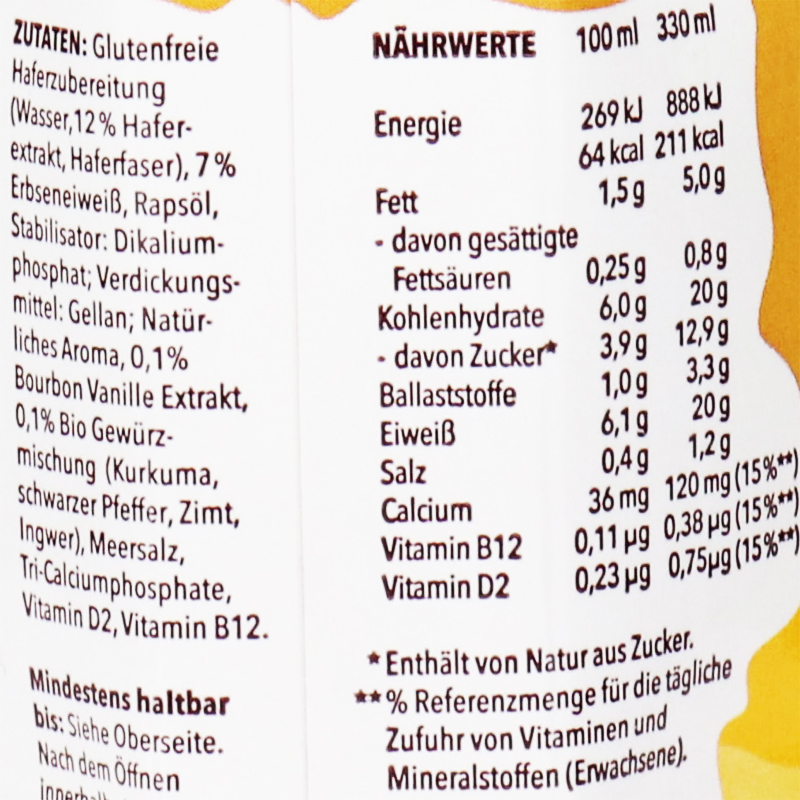 ZUTATEN: Glutenfreie
Haferzubereitung
(Wasser, 12 % Hafer-
extrakt, Haferfaser), 7 %
Erbseneiweiß, Rapsöl,
Stabilisator: Dikalium-
phosphat; Verdickungs-
mittel: Gellan; Natür-
liches Aroma, 0,1%
Bourbon Vanille Extrakt,
0,1% Bio Gewürz-
mischung (Kurkuma,
schwarzer Pfeffer, Zimt,
Ingwer), Meersalz,
Tri-Calciumphosphate,
Vitamin D2, Vitamin B12.
Mindestens haltbar
bis: Siehe Oberseite.
Nach dem Öffnen
NÄHRWERTE 100 ml 330 ml
Energie 269 kJ 888 kJ
64 kcal 211 kcal
Fett 1,5 g 5,0 g
- davon gesättigte
Fettsäuren 0,25 g 0,8 g
Kohlenhydrate 6,0 g 20 g
- davon Zucker* 3,9 g 12,9 g
Ballaststoffe 1,0 g 3,3 g
Eiweiß 6,1 g 20 g
Salz 0,4 g 1,2 g
Calcium 36 mg 120 mg (15%**)
Vitamin B12 0,11 µg 0,38 µg (15%**)
Vitamin D2 0,23 µg 0,75µg (15%**)
* Enthält von Natur aus Zucker.
**% Referenzmenge für die tägliche
Zufuhr von Vitaminen und
Mineralstoffen (Erwachsene).